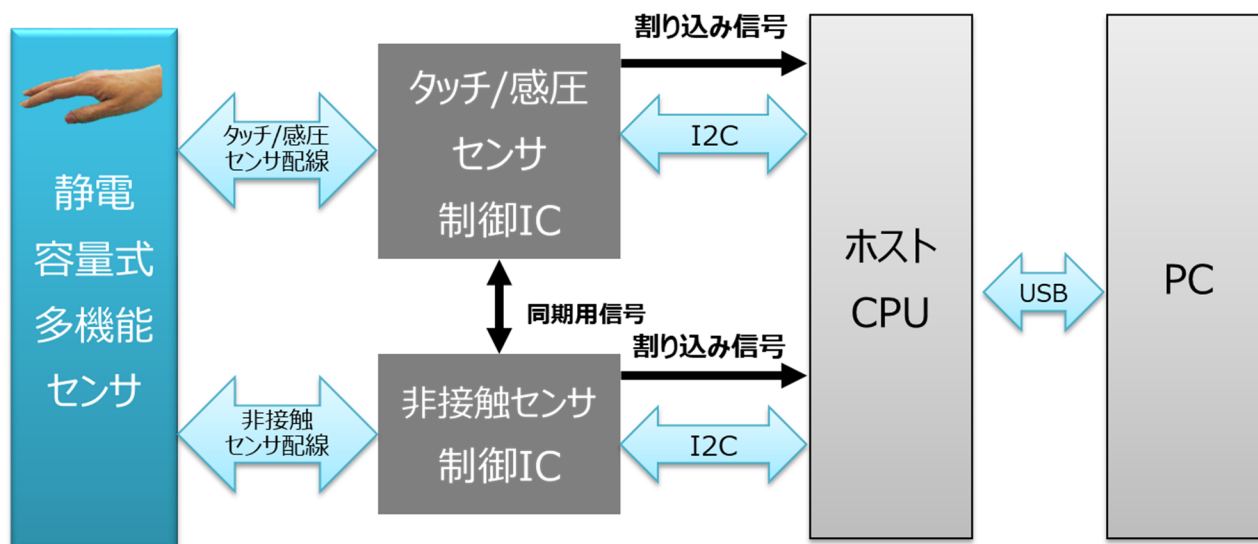 静電
容量式
多機能
センサ
タッチ/感圧
センサ配線
非接触
センサ配線
タッチ/感圧
センサ
制御IC
同期用信号
非接触センサ
制御IC
割り込み信号
I2C
割り込み信号
I2C
ホスト
CPU
USB
PC